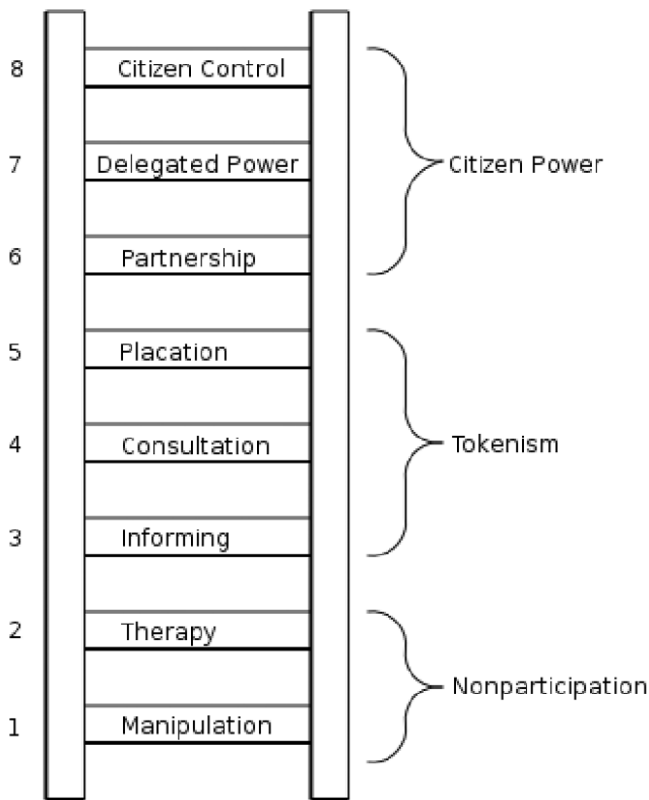 8 Citizen Control
7 Delegated Power
Citizen Power
6 Partnership
5 Placation
4 Consultation
Tokenism
3 Informing
2 Therapy
Nonparticipation
1 Manipulation